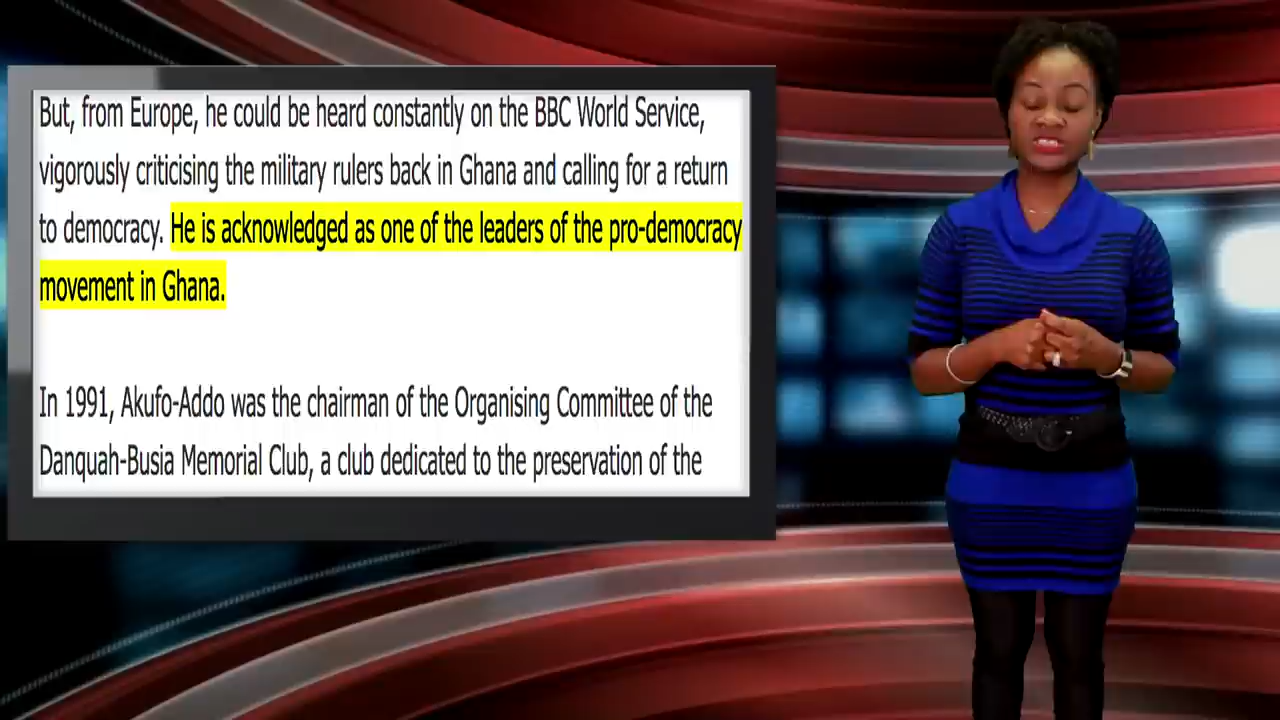 But, from Europe, he could be heard constantly on the BBC World Service,
vigorously criticising the military rulers back in Ghana and calling for a return
to democracy. He is acknowledged as one of the leaders of the pro-democracy
movement in Ghana.
In 1991, Akufo-Addo was the chairman of the Organising Committee of the
Danquah-Busia Memorial Club, a club dedicated to the preservation of the